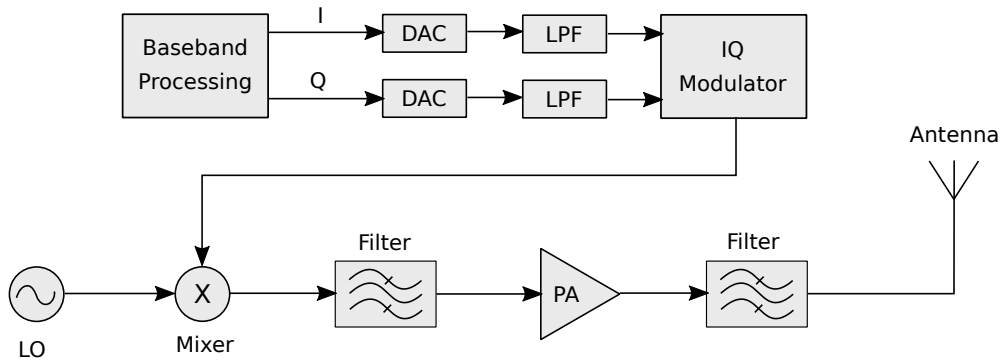 I
Baseband
Processing
DAC
LPF
IQ
Modulator
Q
DAC
LPF
Antenna
Filter
Filter
X
PA
LO
Mixer